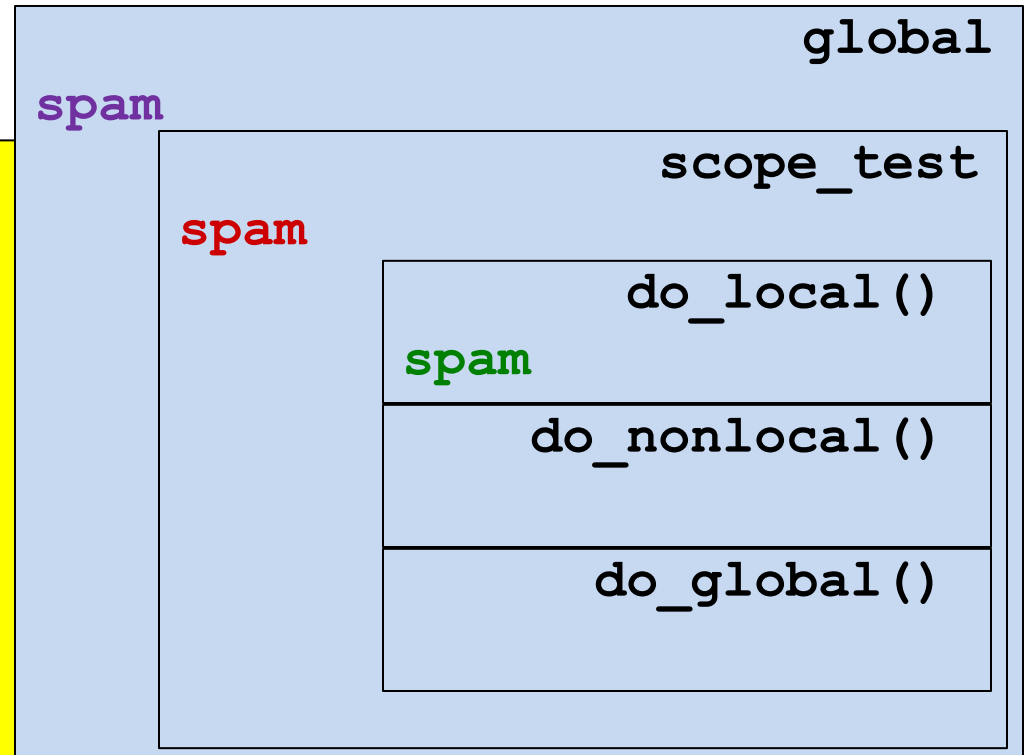 global
spam
scope_test
spam
do_local()
spam
do_nonlocal()
do_global()